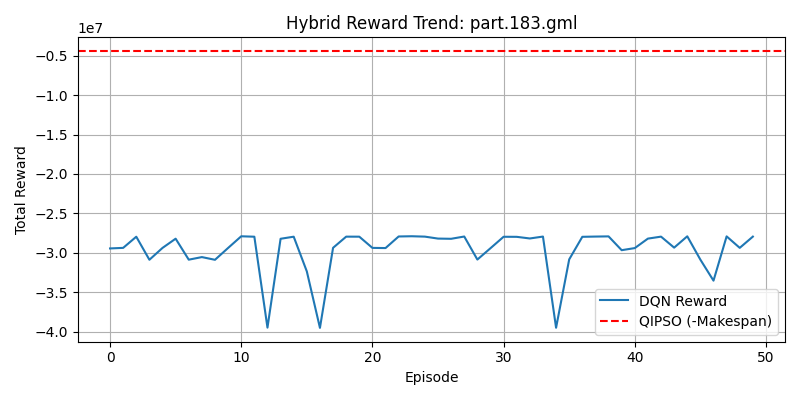 Hybrid Reward Trend: part.183.gml
1e7
−0.5
−1.0
−1.5
−2.0
−2.5
−3.0
−3.5
−4.0
Total Reward
0
10
20
30
40
50
Episode
DQN Reward
QIPSO (-Makespan)